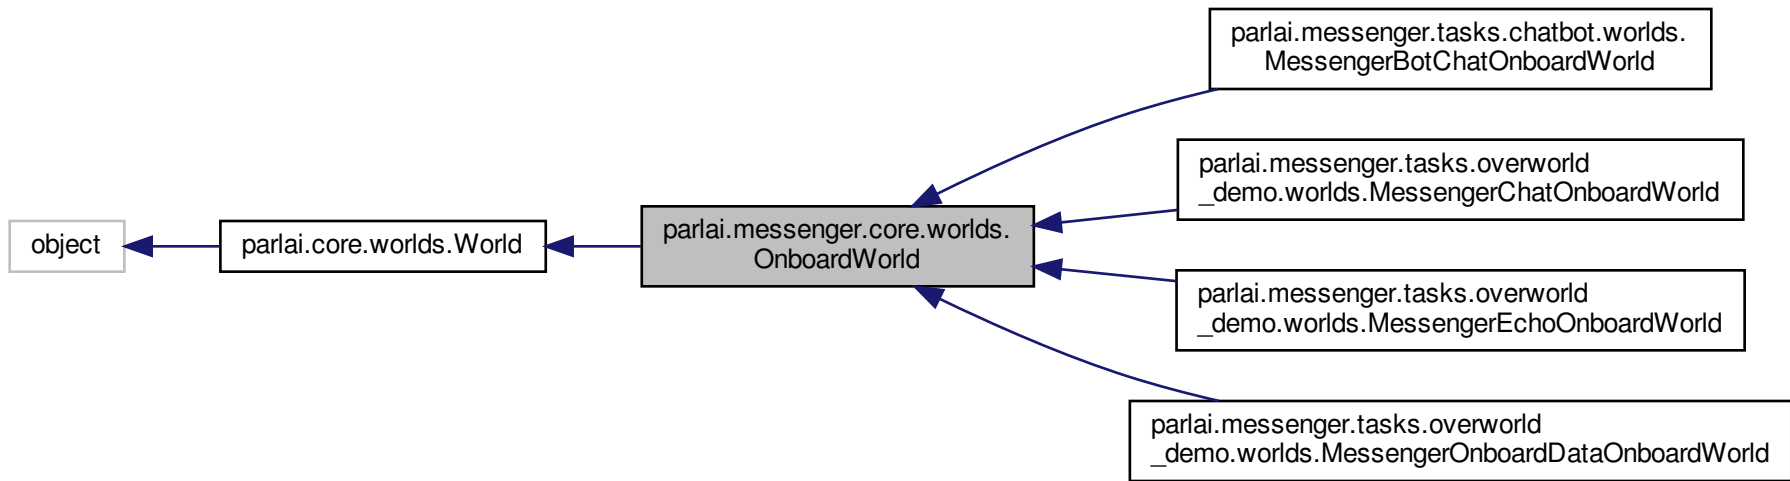 object
parlai.core.worlds.World
parlai.messenger.core.worlds.
OnboardWorld
parlai.messenger.tasks.chatbot.worlds.
MessengerBotChatOnboardWorld
parlai.messenger.tasks.overworld
_demo.worlds.MessengerChatOnboardWorld
parlai.messenger.tasks.overworld
_demo.worlds.MessengerEchoOnboardWorld
parlai.messenger.tasks.overworld
_demo.worlds.MessengerOnboardDataOnboardWorld